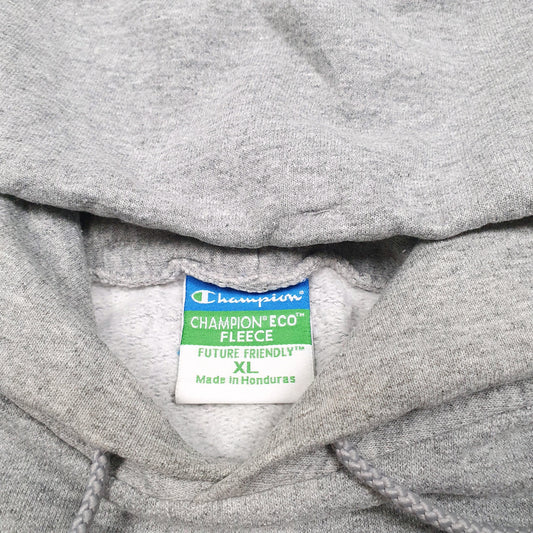 Champion
CHAMPION® ECO™
FLEECE
FUTURE FRIENDLY™
XL
Made in Honduras